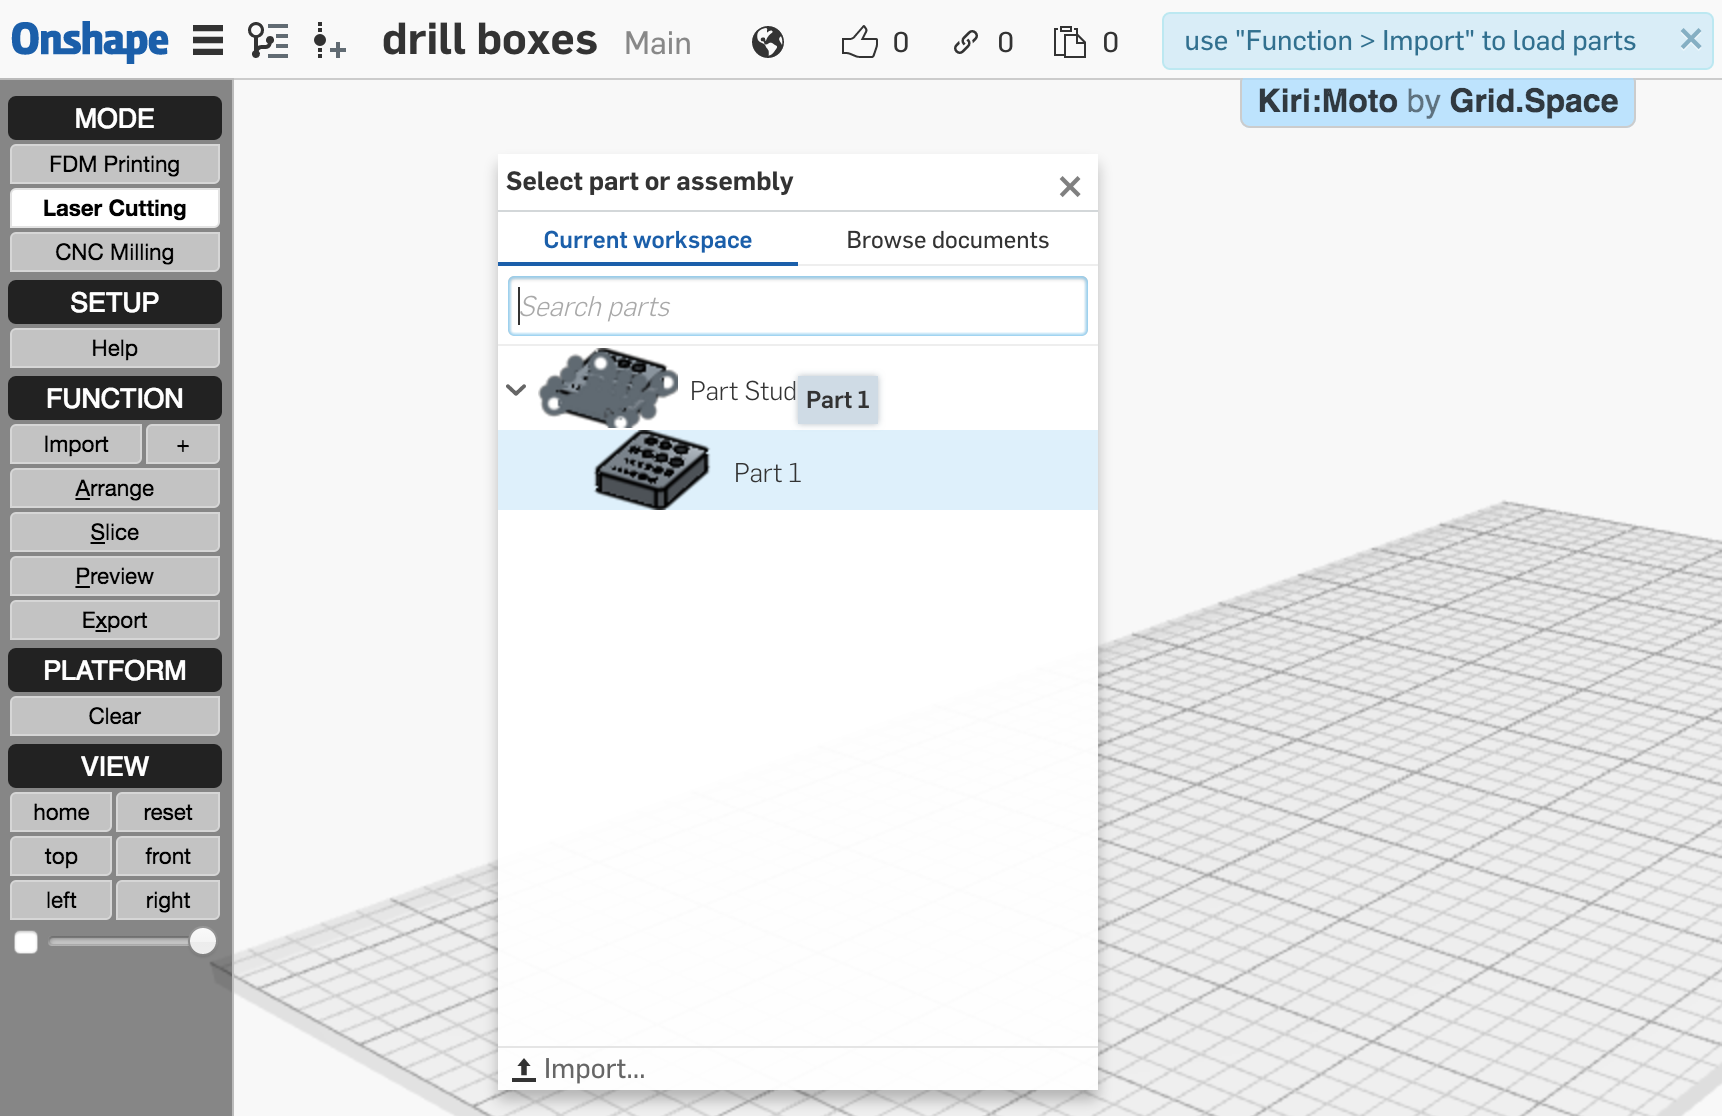 Onshape drill boxes Main 0 0 0 use "Function > Import" to load parts
Kiri:Moto by Grid.Space
MODE
FDM Printing
Laser Cutting
CNC Milling
SETUP
Help
FUNCTION
Import +
Arrange
Slice
Preview
Export
PLATFORM
Clear
VIEW
home reset
top front
left right
Select part or assembly
Current workspace Browse documents
Search parts
Part Stud
Part 1
Part 1
Import...